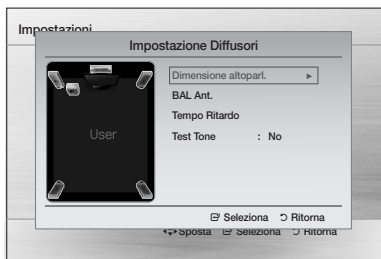 Impostazioni
Impostazione Diffusori
Dimensione altoparl. ►
BAL Ant.
Tempo Ritardo
Test Tone : No
User
Seleziona Ritorna
Sposta Seleziona Ritorna